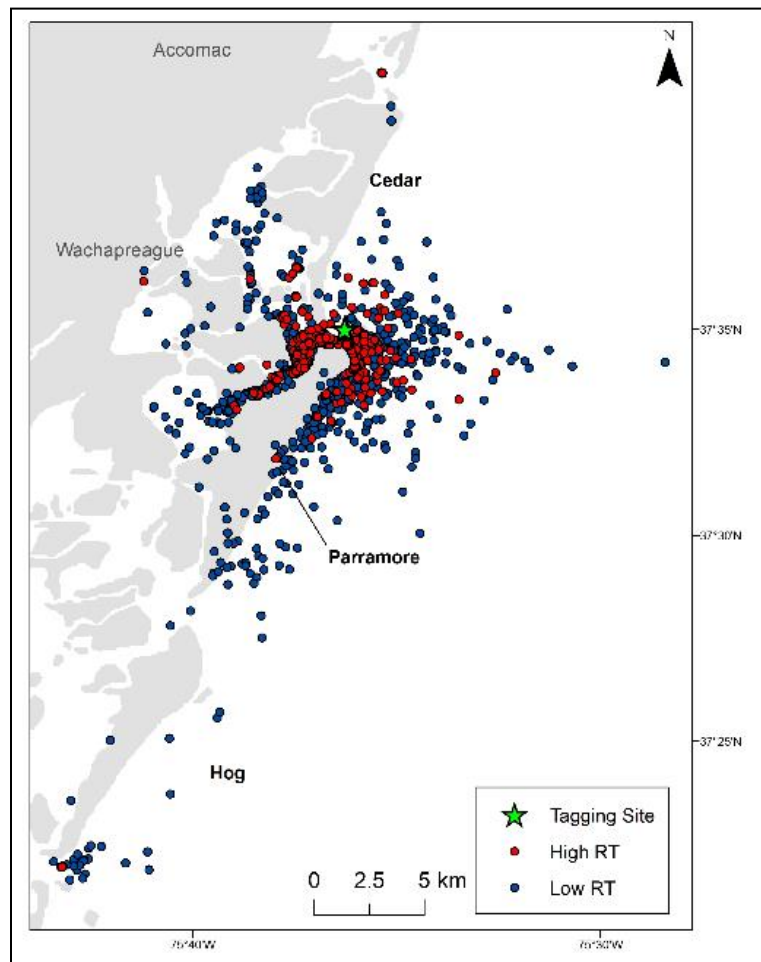 N
Accomac
Cedar
Wachapreague
37°35'N
37°30'N
Parramore
37°25'N
Hog
Tagging Site
High RT
Low RT
0 2.5 5 km
75°40'W 75°30'W